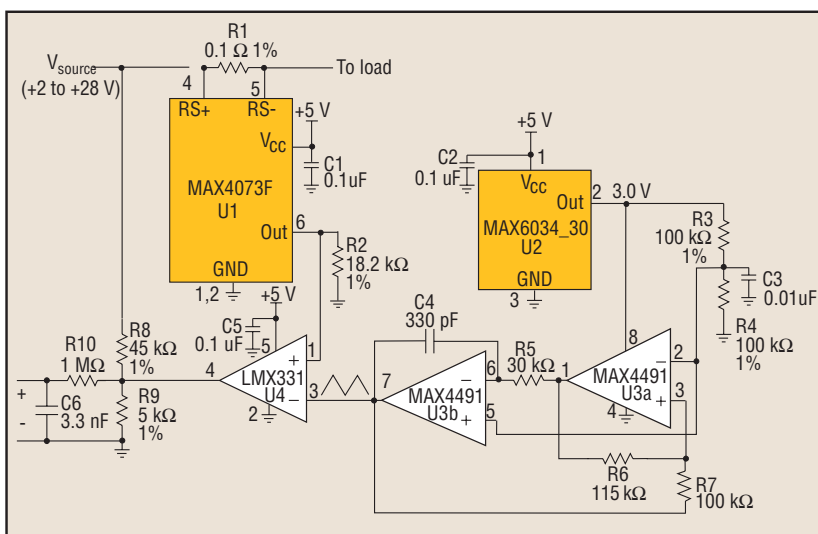 R1
0.1 Ω 1%
Vsource
(+2 to +28 V)
4
5
To load
RS+
RS-
+5 V
VCC
C1
0.1uF
MAX4073F
U1
Out
6
R2
18.2 kΩ
1%
GND
1,2
+5 V
1
C2
0.1 uF
VCC
Out
2
3.0 V
MAX6034_30
U2
GND
3
R3
100 kΩ
1%
C3
0.01uF
R4
100 kΩ
1%
+5 V
C5
0.1 uF
5
+
1
4
LMX331
U4
3
−
2
R10
1 MΩ
R8
45 kΩ
1%
R9
5 kΩ
1%
+
-
C6
3.3 nF
C4
330 pF
7
−
6
MAX4491
U3b
+
5
R5
30 kΩ
1
8
−
2
MAX4491
U3a
+
3
4
R6
115 kΩ
R7
100 kΩ